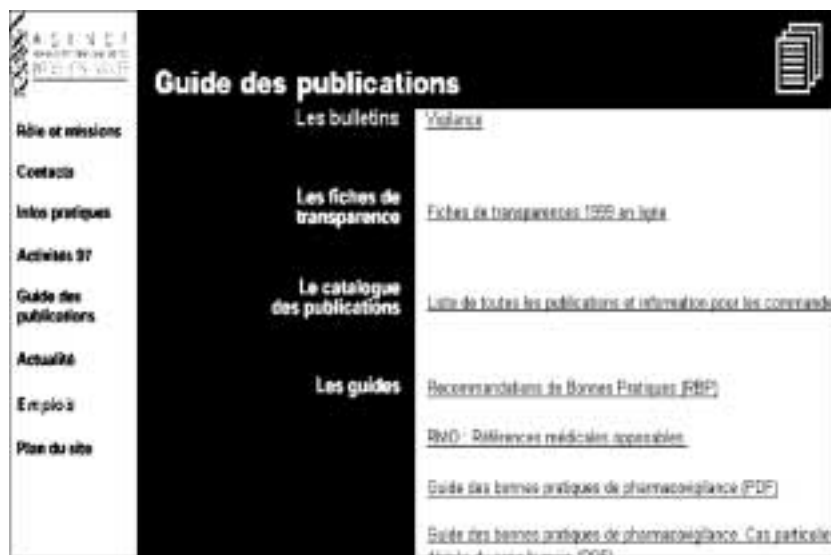 AGENCE
Guide des publications
Rôle et missions
Contacts
Infos pratiques
Activités 97
Guide des
publications
Actualité
Emplois
Plan du site
Les bulletins
Vigilance
Les fiches de
transparence
Fiches de transparences 1999 en ligne
Le catalogue
des publications
Liste de toutes les publications et information pour les commande
Les guides
Recommandations de Bonnes Pratiques (RBP)
RMO : Références médicales opposables
Guide des bonnes pratiques de pharmacovigilance (PDF)
Guide des bonnes pratiques de pharmacovigilance. Cas particulie